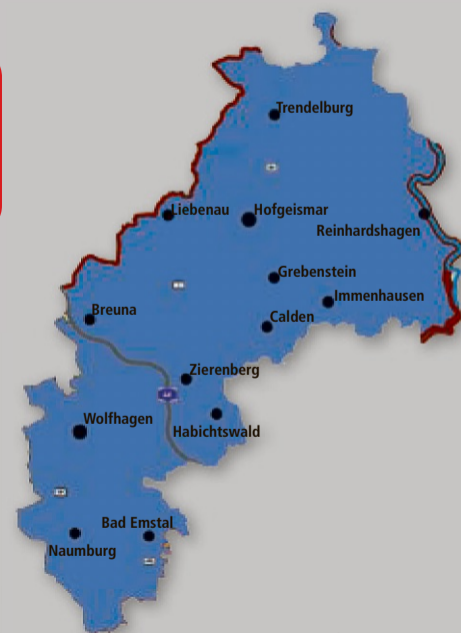 Trendelburg
Liebenau
Hofgeismar
Reinhardshagen
Grebenstein
Immenhausen
Breuna
Calden
Zierenberg
Wolfhagen
Habichtswald
Bad Emstal
Naumburg